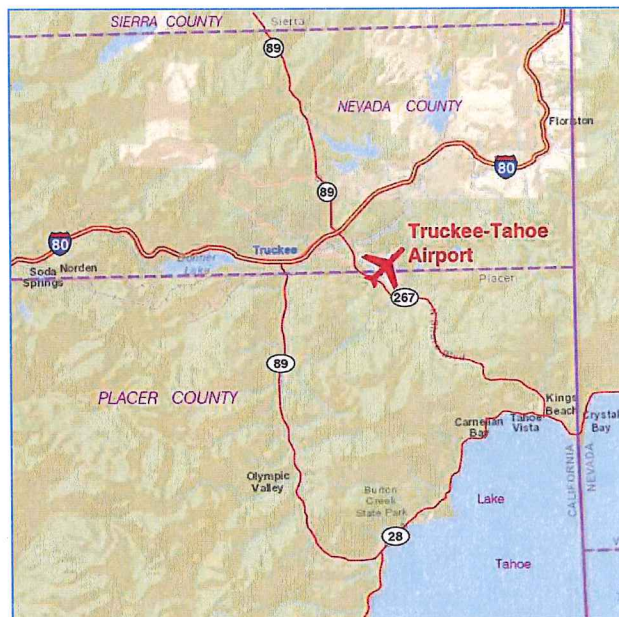 SIERRA COUNTY
Sierra
89
NEVADA COUNTY
Floriston
80
89
Truckee-Tahoe
Airport
80
Truckee
Donner
Lake
Soda
Springs
Norden
Placer
267
89
PLACER COUNTY
Kings
Beach
Carnelian
Bay
Tahoe
Vista
Crystal
Bay
Olympic
Valley
Burton
Creek
State Park
Lake
CALIFORNIA
NEVADA
28
Tahoe